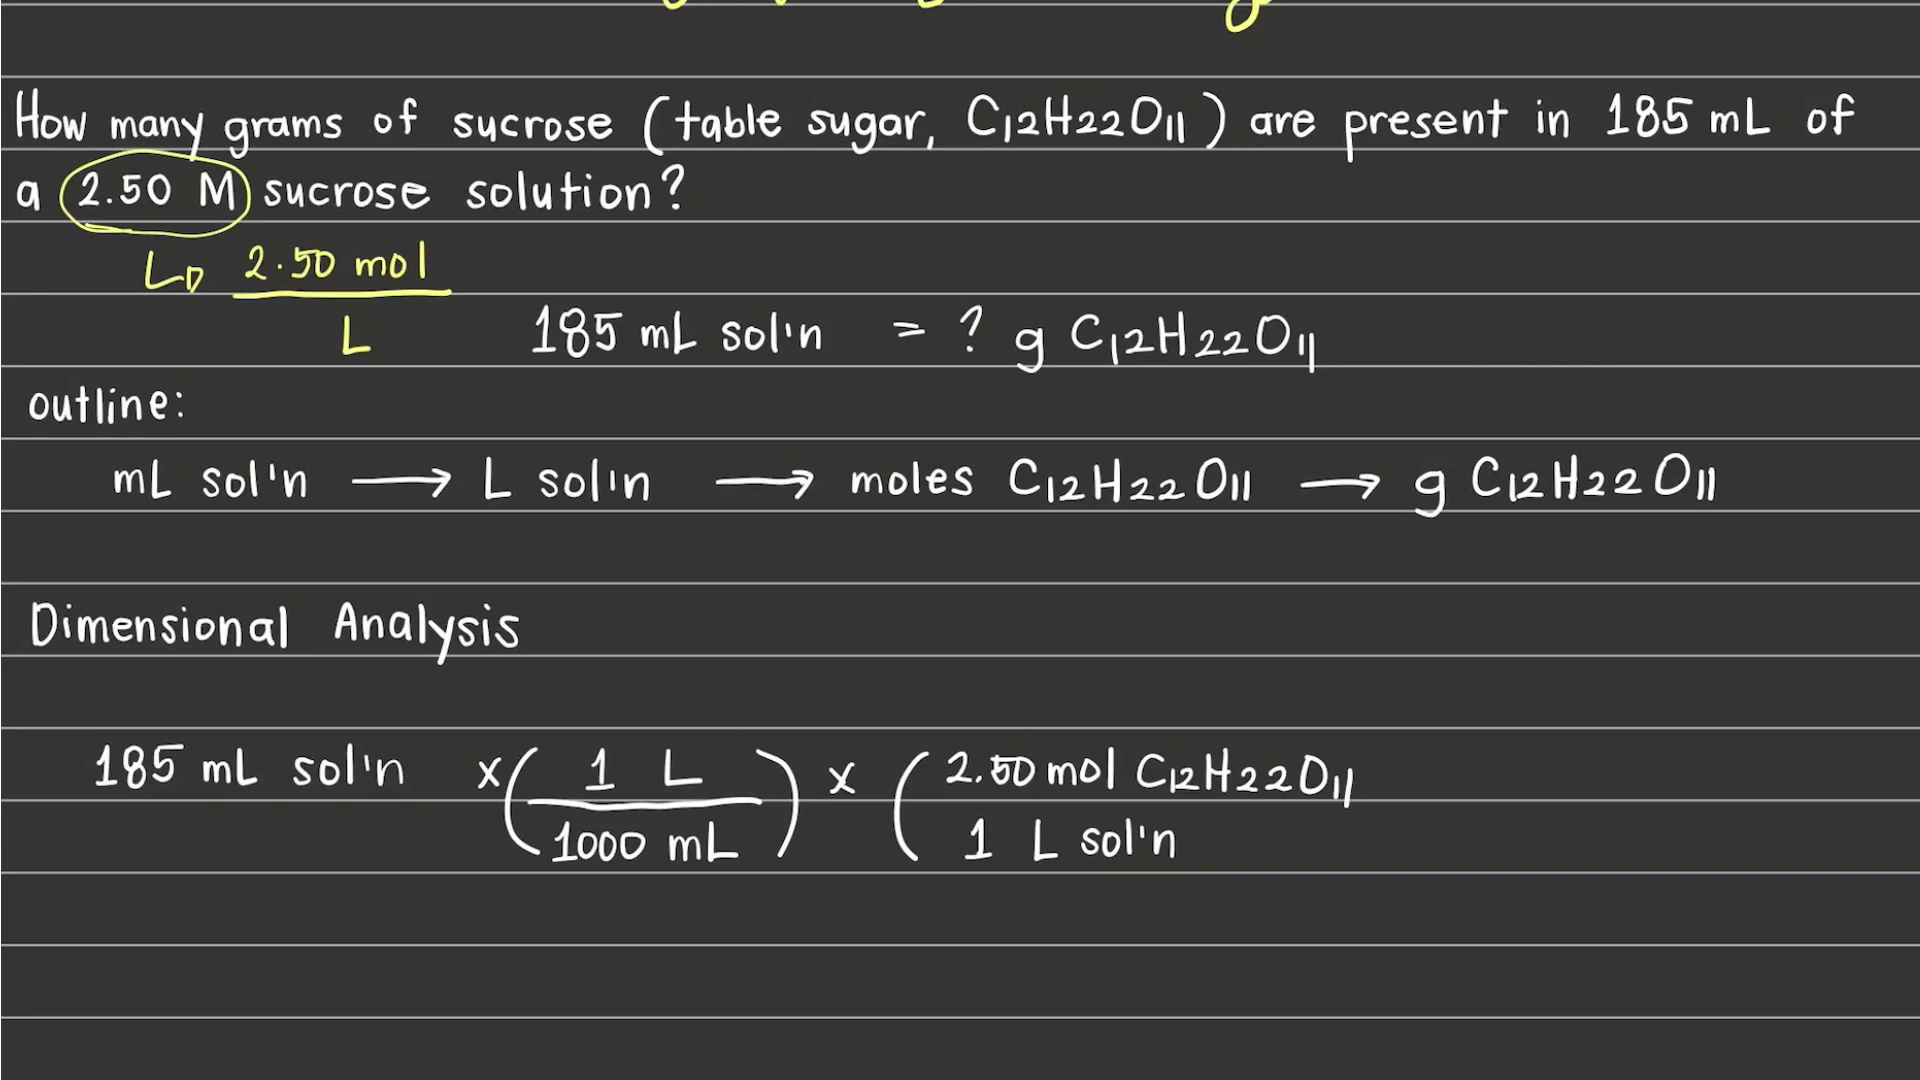 How many grams of sucrose (table sugar, C12H22O11) are present in 185 mL of
a 2.50 M sucrose solution?
↳ 2.50 mol
L
185 mL sol'n = ? g C12H22O11
outline:
mL sol'n → L sol'n → moles C12H22O11 → g C12H22O11
Dimensional Analysis
185 mL sol'n x ( 1 L / 1000 mL ) x ( 2.50 mol C12H22O11
1 L sol'n